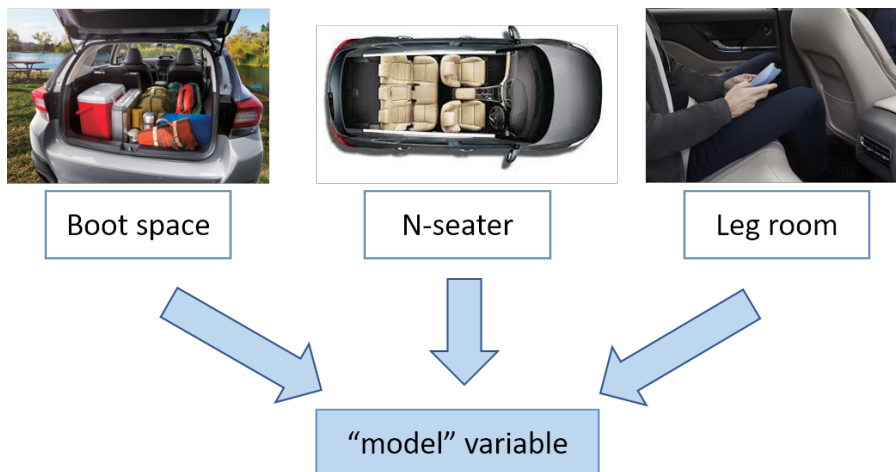 Boot space
N-seater
Leg room
“model” variable